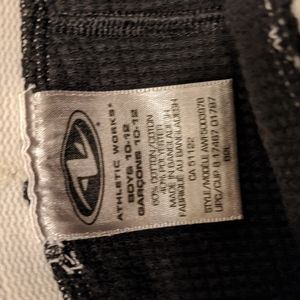 ATHLETIC WORKS
BOYS 10-12
GARÇONS 10-12
60% COTTON/COTON
40% POLYESTER
MADE IN BANGLADESH
FABRIQUÉ AU BANGLADESH
CA 51122
STYLE/MODÈLE
UPC/CUP